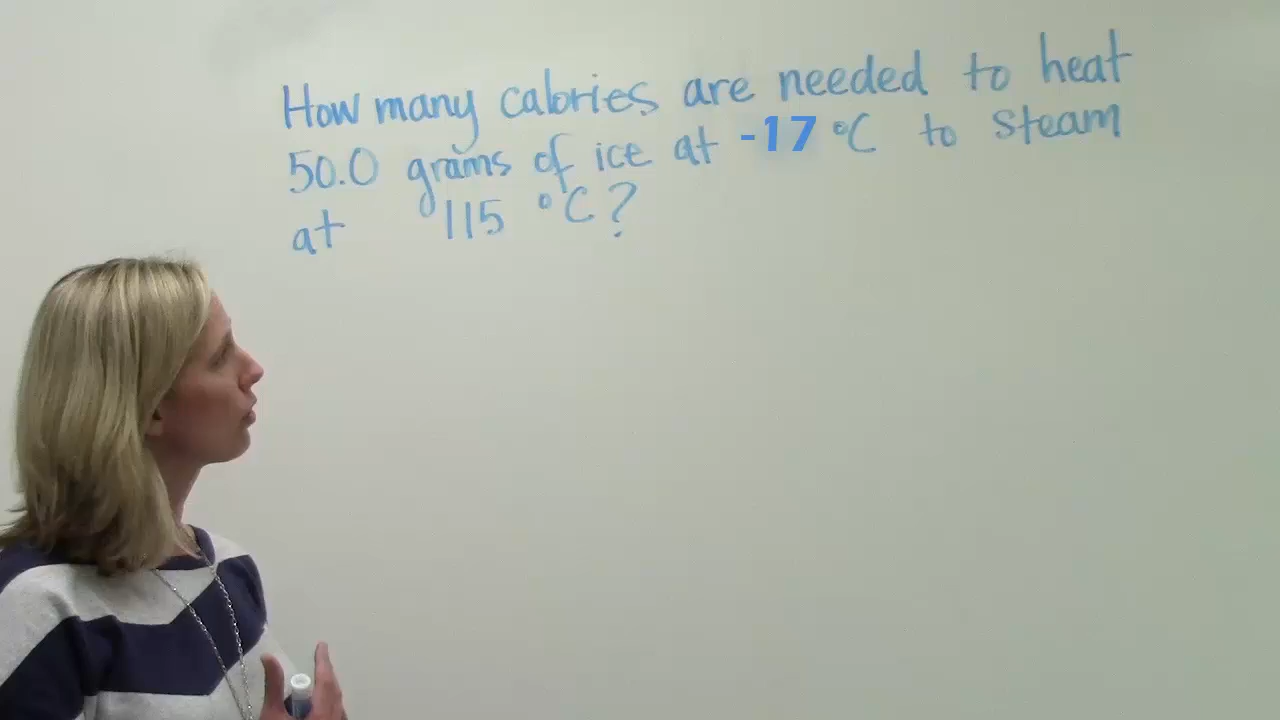 How many calories are needed to heat
50.0 grams of ice at -17 °C to steam
at 115 °C?